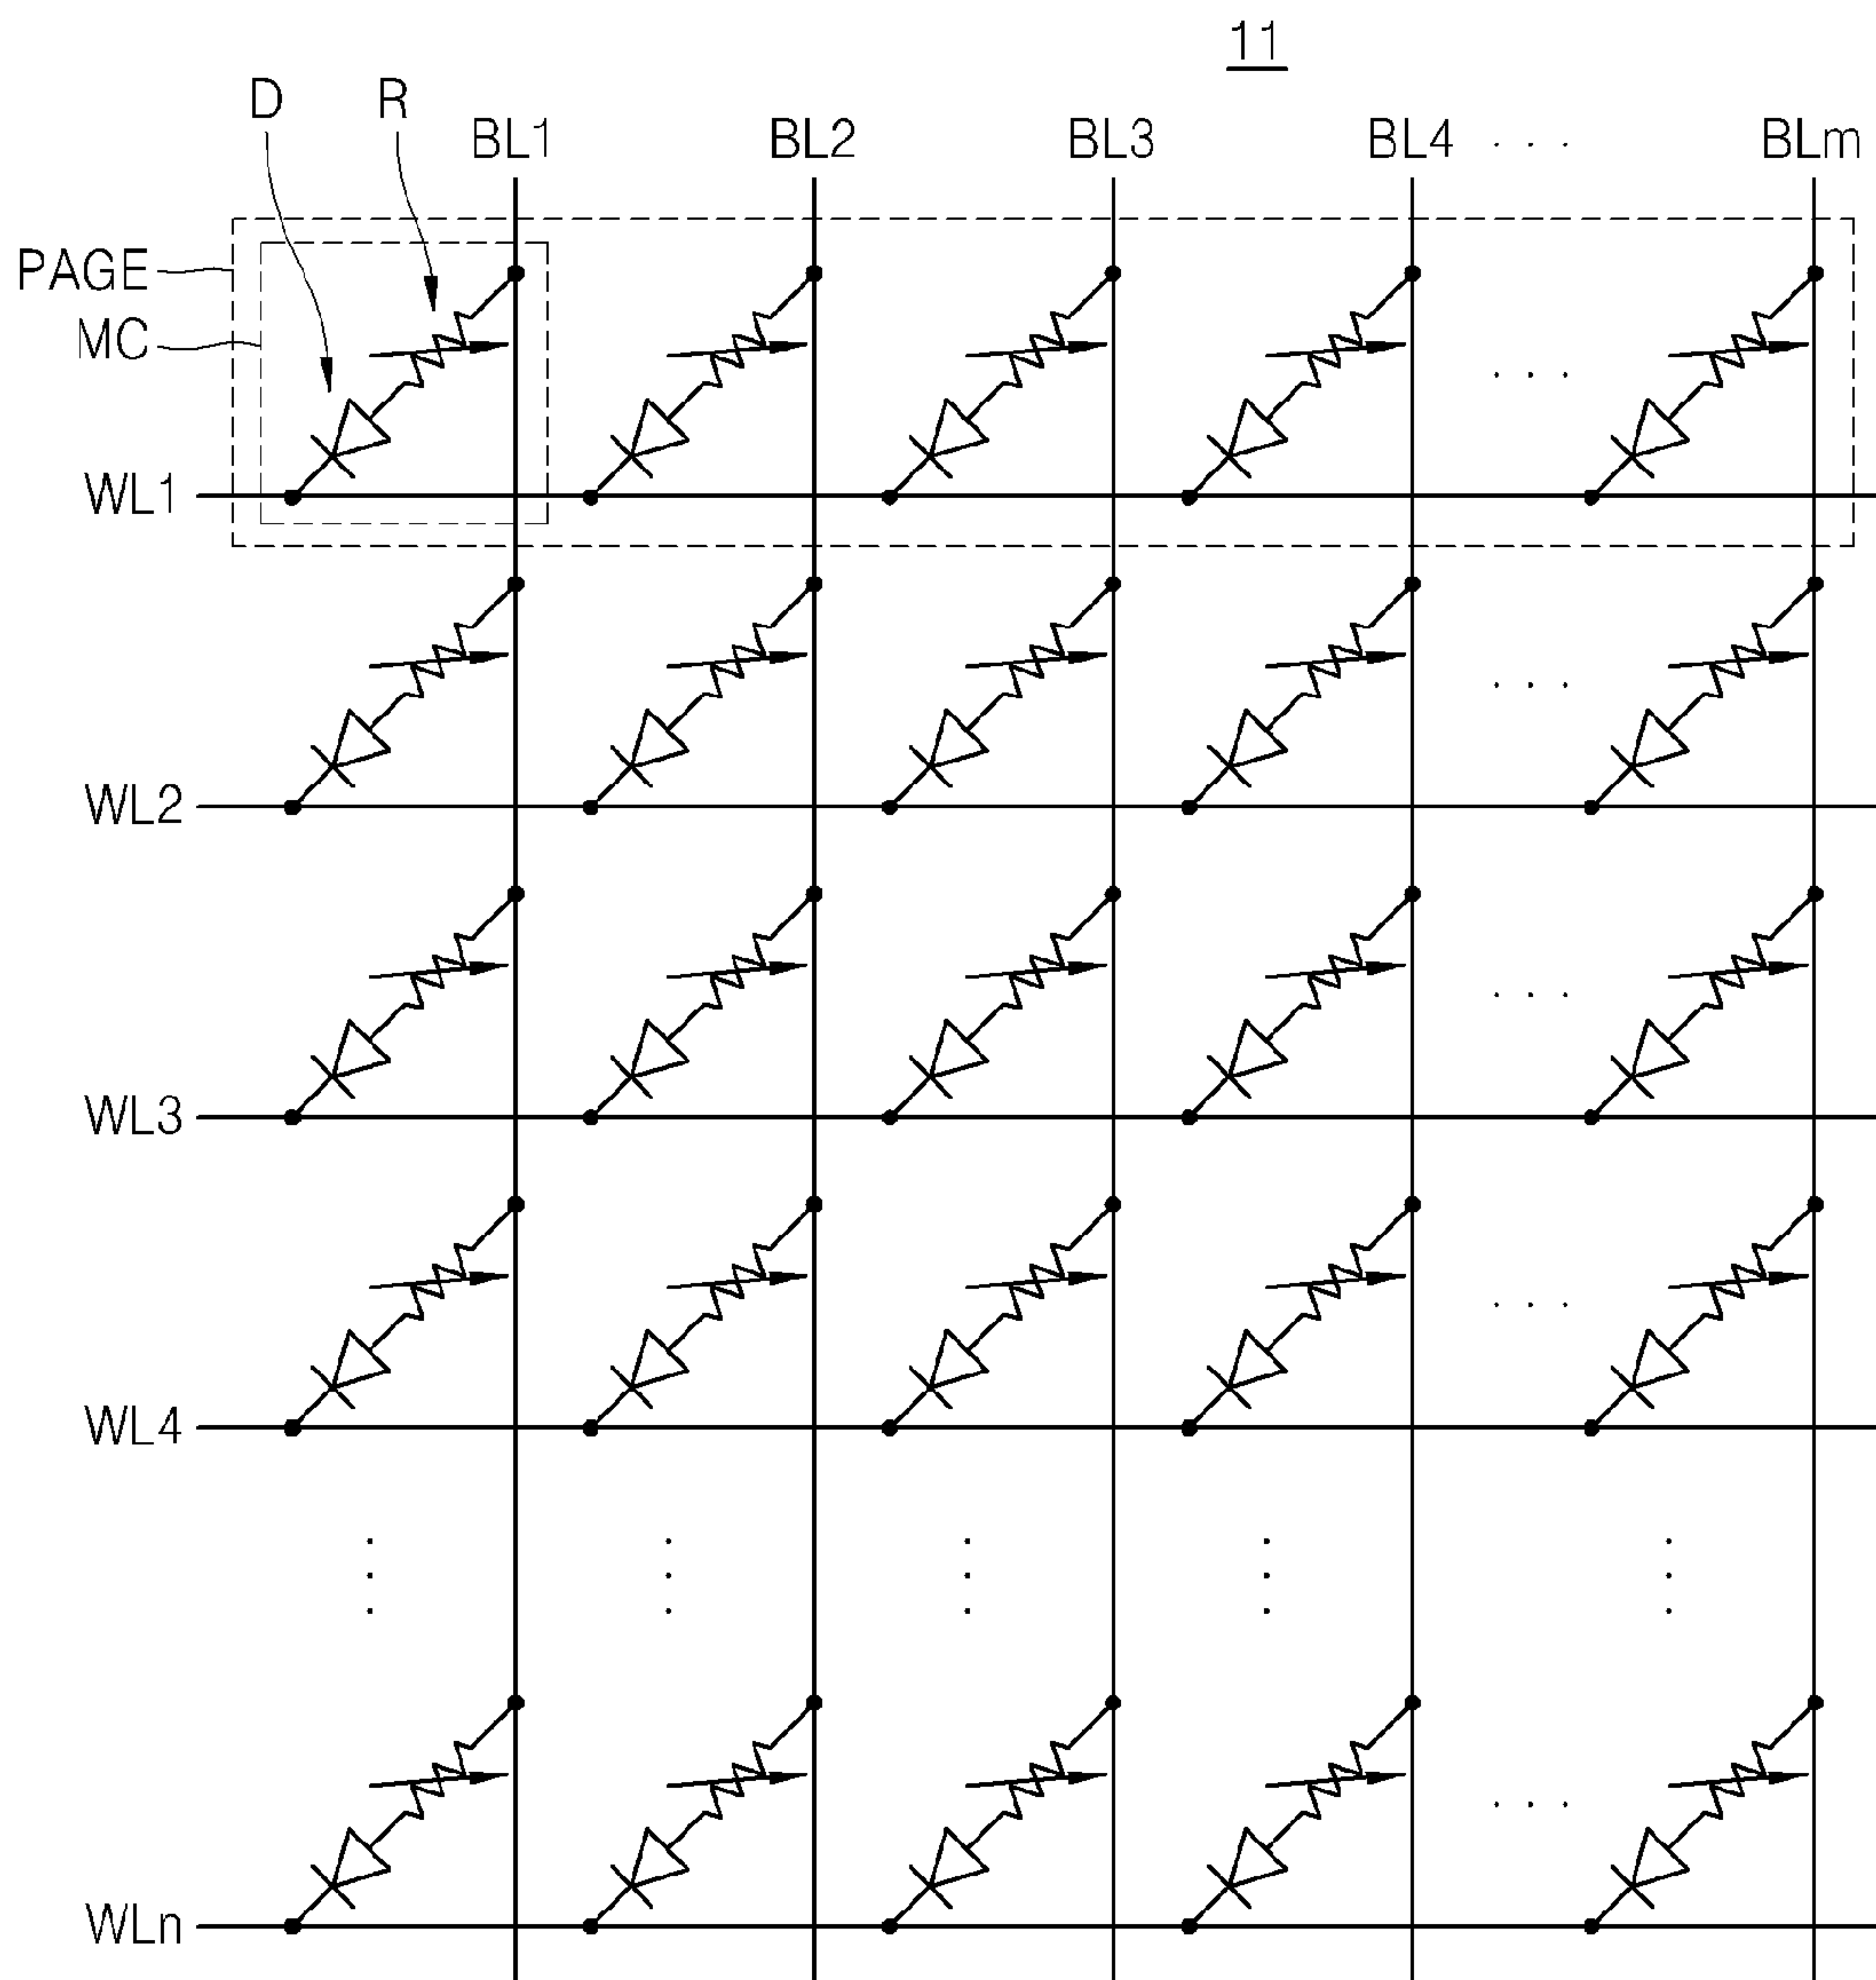 11
D R BL1 BL2 BL3 BL4 · · · BLm
PAGE
MC
WL1
WL2
WL3
WL4
WLn